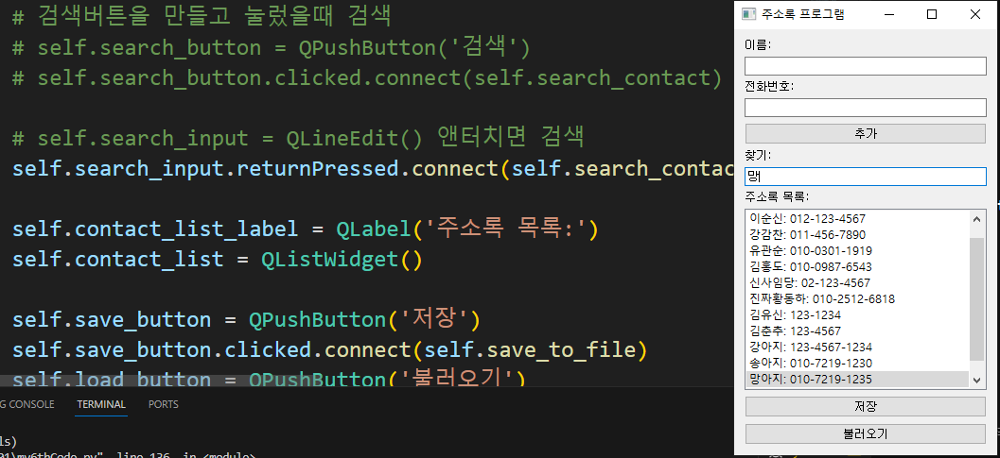 # 검색버튼을 만들고 눌렀을때 검색
# self.search_button = QPushButton('검색')
# self.search_button.clicked.connect(self.search_contact)
# self.search_input = QLineEdit() 앤터치면 검색
self.search_input.returnPressed.connect(self.search_contac
self.contact_list_label = QLabel('주소록 목록:')
self.contact_list = QListWidget()
self.save_button = QPushButton('저장')
self.save_button.clicked.connect(self.save_to_file)
self.load_button = QPushButton('불러오기')
G CONSOLE
TERMINAL
PORTS
ls)
01\my6thCode.py", line 136, in <module>
주소록 프로그램
이름:
전화번호:
추가
찾기:
맹
주소록 목록:
이순신: 012-123-4567
강감찬: 011-456-7890
유관순: 010-0301-1919
김홍도: 010-0987-6543
신사임당: 02-123-4567
진짜황동하: 010-2512-6818
김유신: 123-1234
김춘추: 123-4567
강아지: 123-4567-1234
송아지: 010-7219-1230
망아지: 010-7219-1235
저장
불러오기